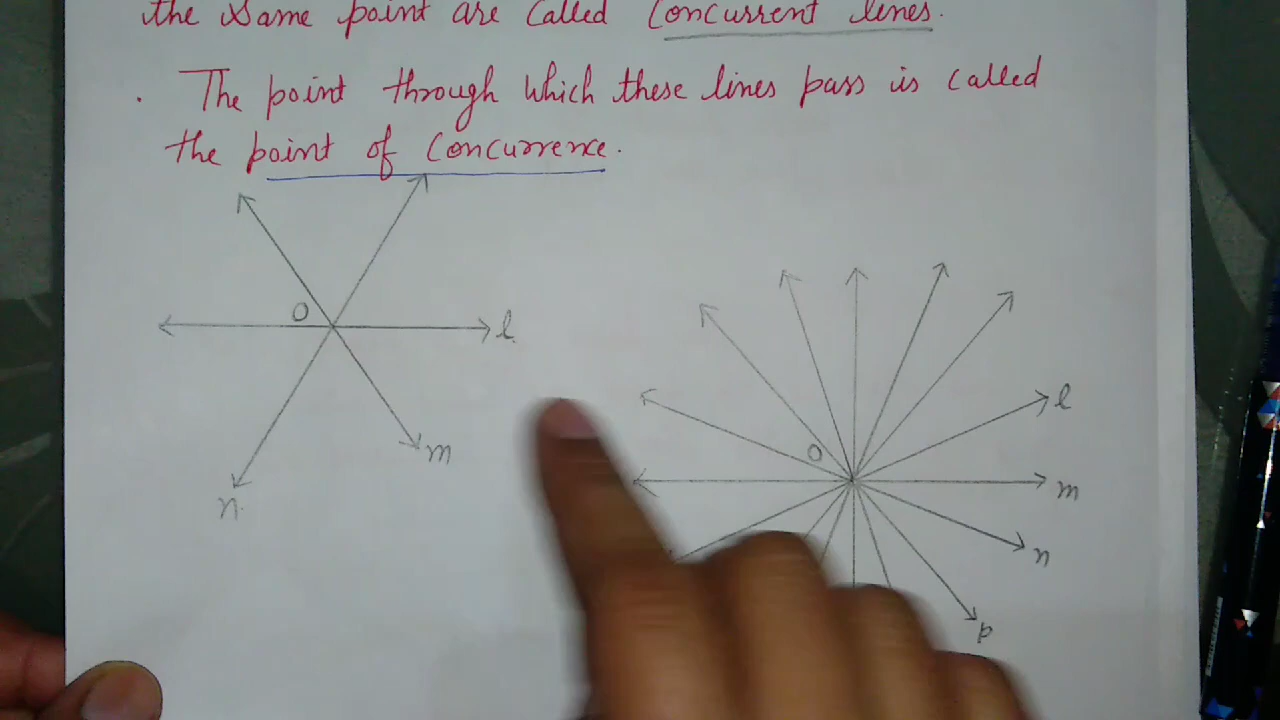 the Same point are Called Concurrent lines.
. The point through which these lines pass is called
the point of Concurrence.
O
l
m
n
O
l
m
n
p